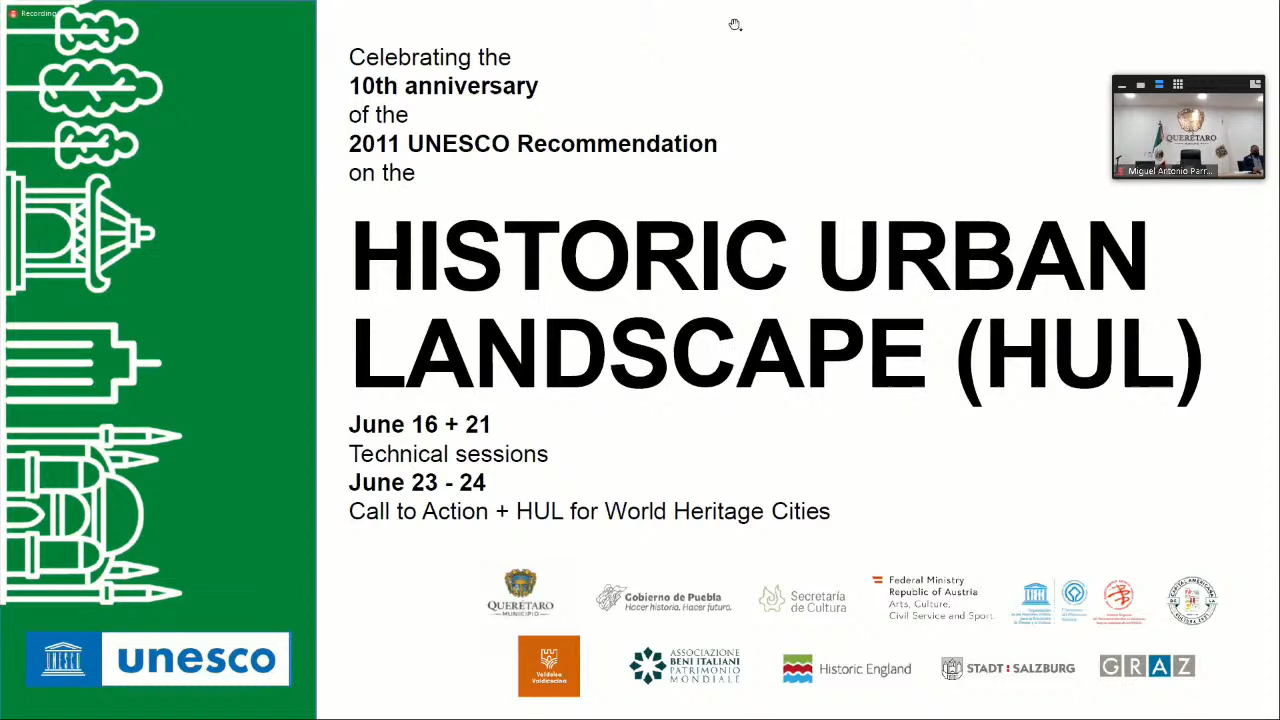 Recording
Celebrating the
10th anniversary
of the
2011 UNESCO Recommendation
on the
QUERÉTARO
Miguel Antonio Parr...
HISTORIC URBAN
LANDSCAPE (HUL)
June 16 + 21
Technical sessions
June 23 - 24
Call to Action + HUL for World Heritage Cities
QUERÉTARO
MUNICIPIO
Gobierno de Puebla
Hacer historia. Hacer futuro.
Secretaría
de Cultura
Federal Ministry
Republic of Austria
Arts, Culture,
Civil Service and Sport
unesco
Valdobbiadene
ASSOCIAZIONE
BENI ITALIANI
PATRIMONIO
MONDIALE
Historic England
STADT:SALZBURG
GRAZ